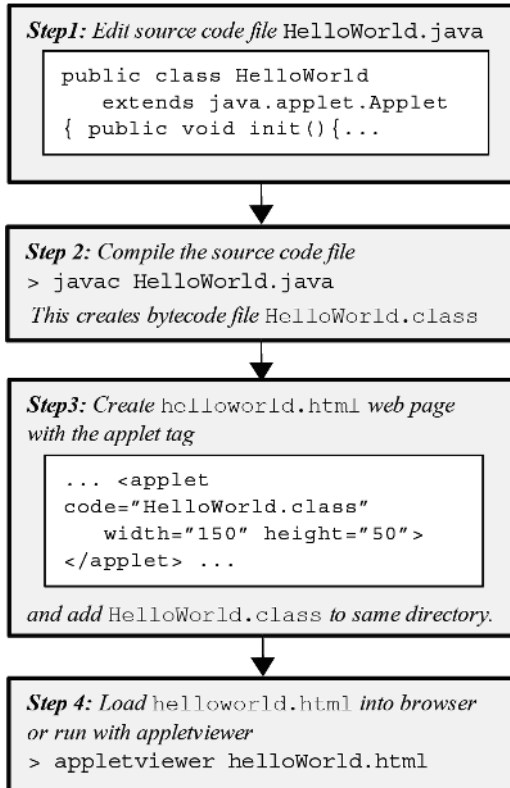 Step1: Edit source code file HelloWorld.java
public class HelloWorld
extends java.applet.Applet
{ public void init(){...
Step 2: Compile the source code file
> javac HelloWorld.java
This creates bytecode file HelloWorld.class
Step3: Create helloworld.html web page
with the applet tag
... <applet
code="HelloWorld.class"
width="150" height="50">
</applet> ...
and add HelloWorld.class to same directory.
Step 4: Load helloworld.html into browser
or run with appletviewer
> appletviewer helloWorld.html